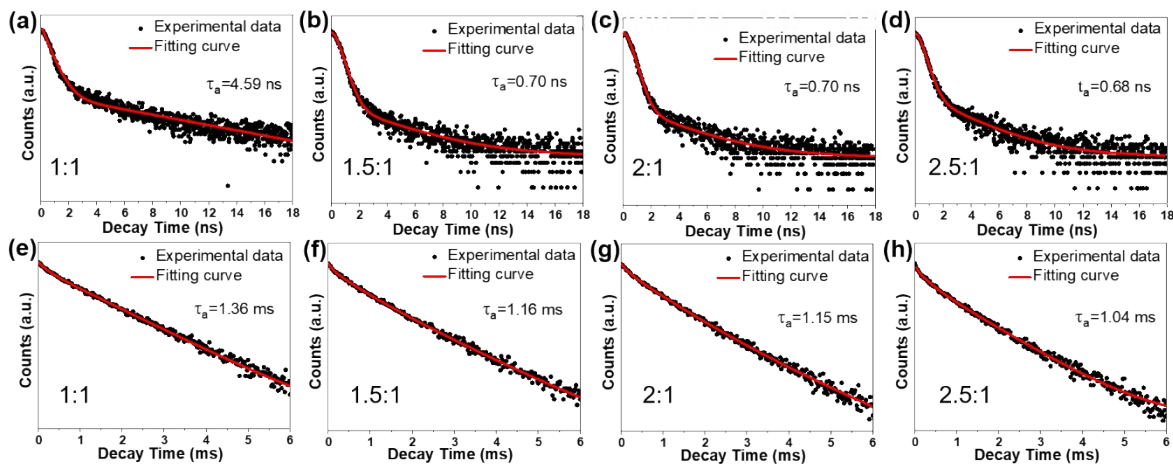 (a)
Experimental data
Fitting curve
τa=4.59 ns
1:1
Counts (a.u.)
0 2 4 6 8 10 12 14 16 18
Decay Time (ns)
(b)
Experimental data
Fitting curve
τa=0.70 ns
1.5:1
Counts (a.u.)
0 2 4 6 8 10 12 14 16 18
Decay Time (ns)
(c)
Experimental data
Fitting curve
τa=0.70 ns
2:1
Counts (a.u.)
0 2 4 6 8 10 12 14 16 18
Decay Time (ns)
(d)
Experimental data
Fitting curve
ta=0.68 ns
2.5:1
Counts (a.u.)
0 2 4 6 8 10 12 14 16 18
Decay Time (ns)
(e)
Experimental data
Fitting curve
τa=1.36 ms
1:1
Counts (a.u.)
0 1 2 3 4 5 6
Decay Time (ms)
(f)
Experimental data
Fitting curve
τa=1.16 ms
1.5:1
Counts (a.u.)
0 1 2 3 4 5 6
Decay Time (ms)
(g)
Experimental data
Fitting curve
τa=1.15 ms
2:1
Counts (a.u.)
0 1 2 3 4 5 6
Decay Time (ms)
(h)
Experimental data
Fitting curve
τa=1.04 ms
2.5:1
Counts (a.u.)
0 1 2 3 4 5 6
Decay Time (ms)